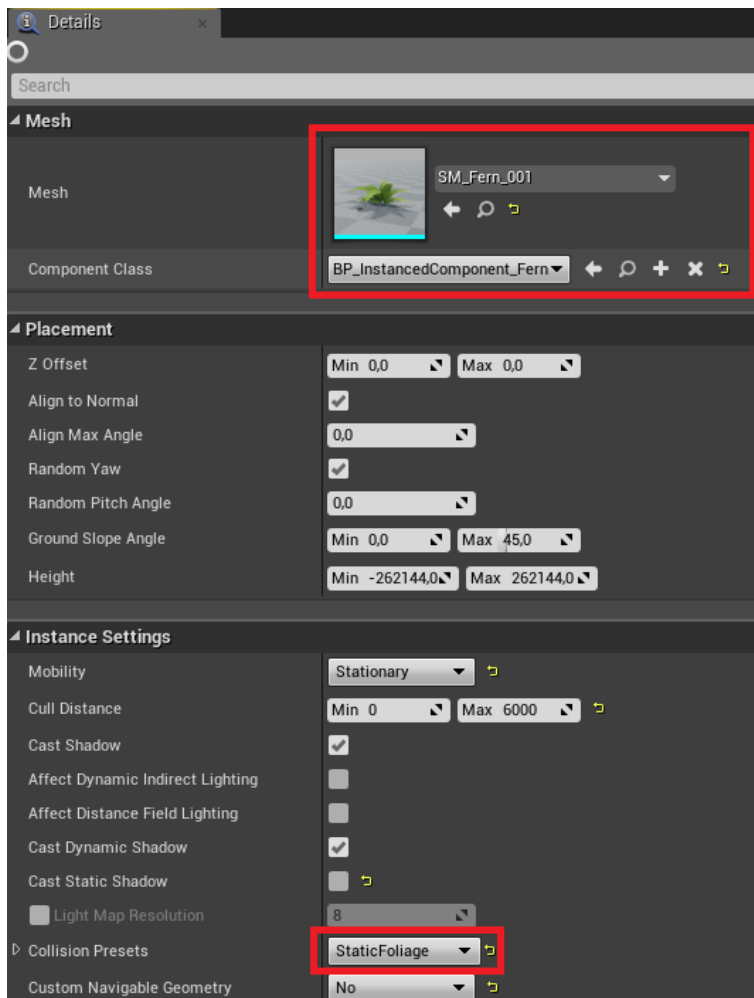 Details
Search
Mesh
Mesh
SM_Fern_001
Component Class BP_InstancedComponent_Fern
Placement
Z Offset Min 0,0 Max 0,0
Align to Normal
Align Max Angle 0,0
Random Yaw
Random Pitch Angle 0,0
Ground Slope Angle Min 0,0 Max 45,0
Height Min -262144,0 Max 262144,0
Instance Settings
Mobility Stationary
Cull Distance Min 0 Max 6000
Cast Shadow
Affect Dynamic Indirect Lighting
Affect Distance Field Lighting
Cast Dynamic Shadow
Cast Static Shadow
Light Map Resolution 8
Collision Presets StaticFoliage
Custom Navigable Geometry No